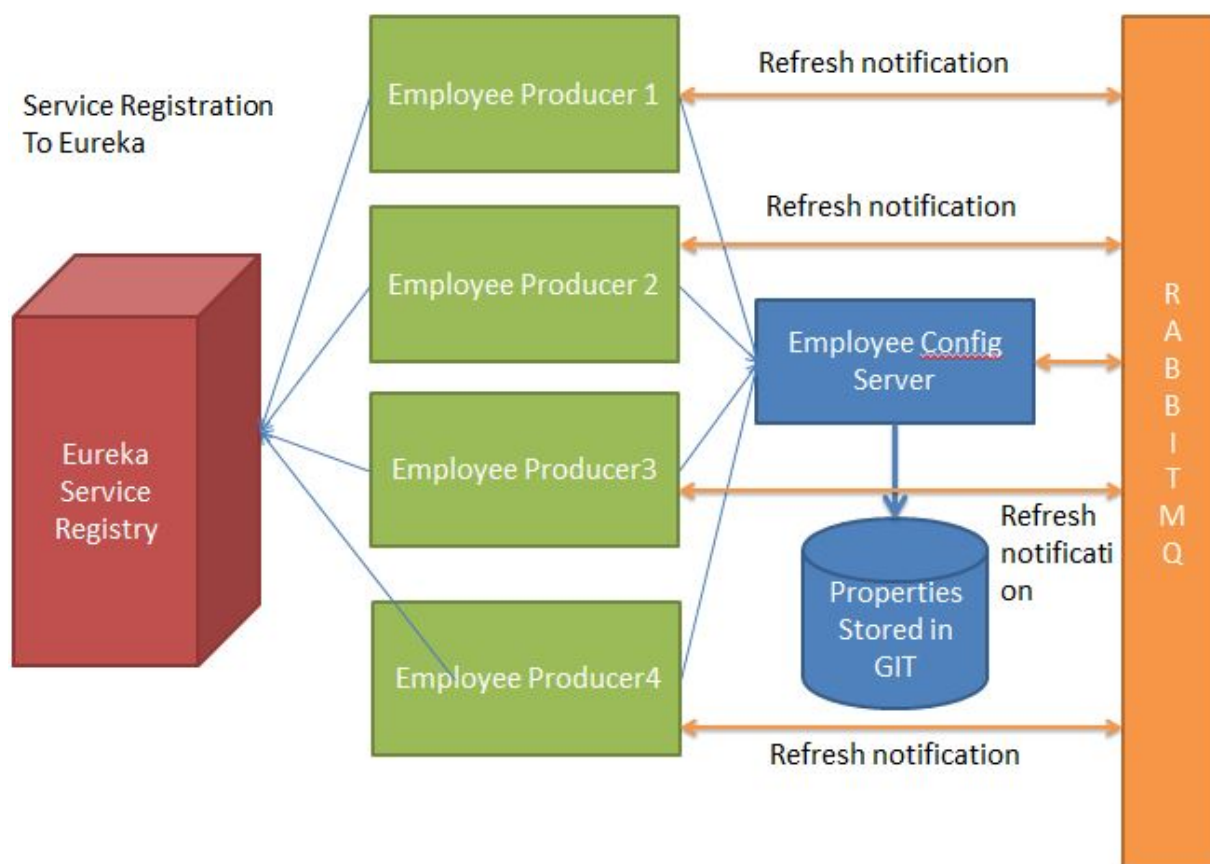 Service Registration
To Eureka
Employee Producer 1
Refresh notification
Employee Producer 2
Refresh notification
Eureka
Service
Registry
Employee Producer3
Employee Config
Server
Refresh
notificati
on
Properties
Stored in
GIT
Employee Producer4
Refresh notification
R
A
B
B
I
T
M
Q